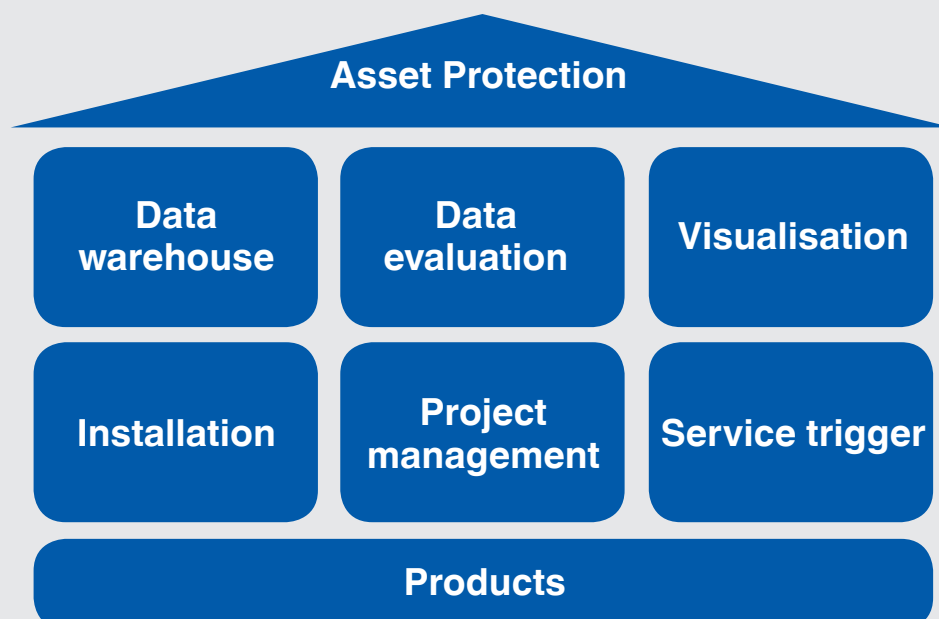 Asset Protection
Data
warehouse
Data
evaluation
Visualisation
Installation
Project
management
Service trigger
Products